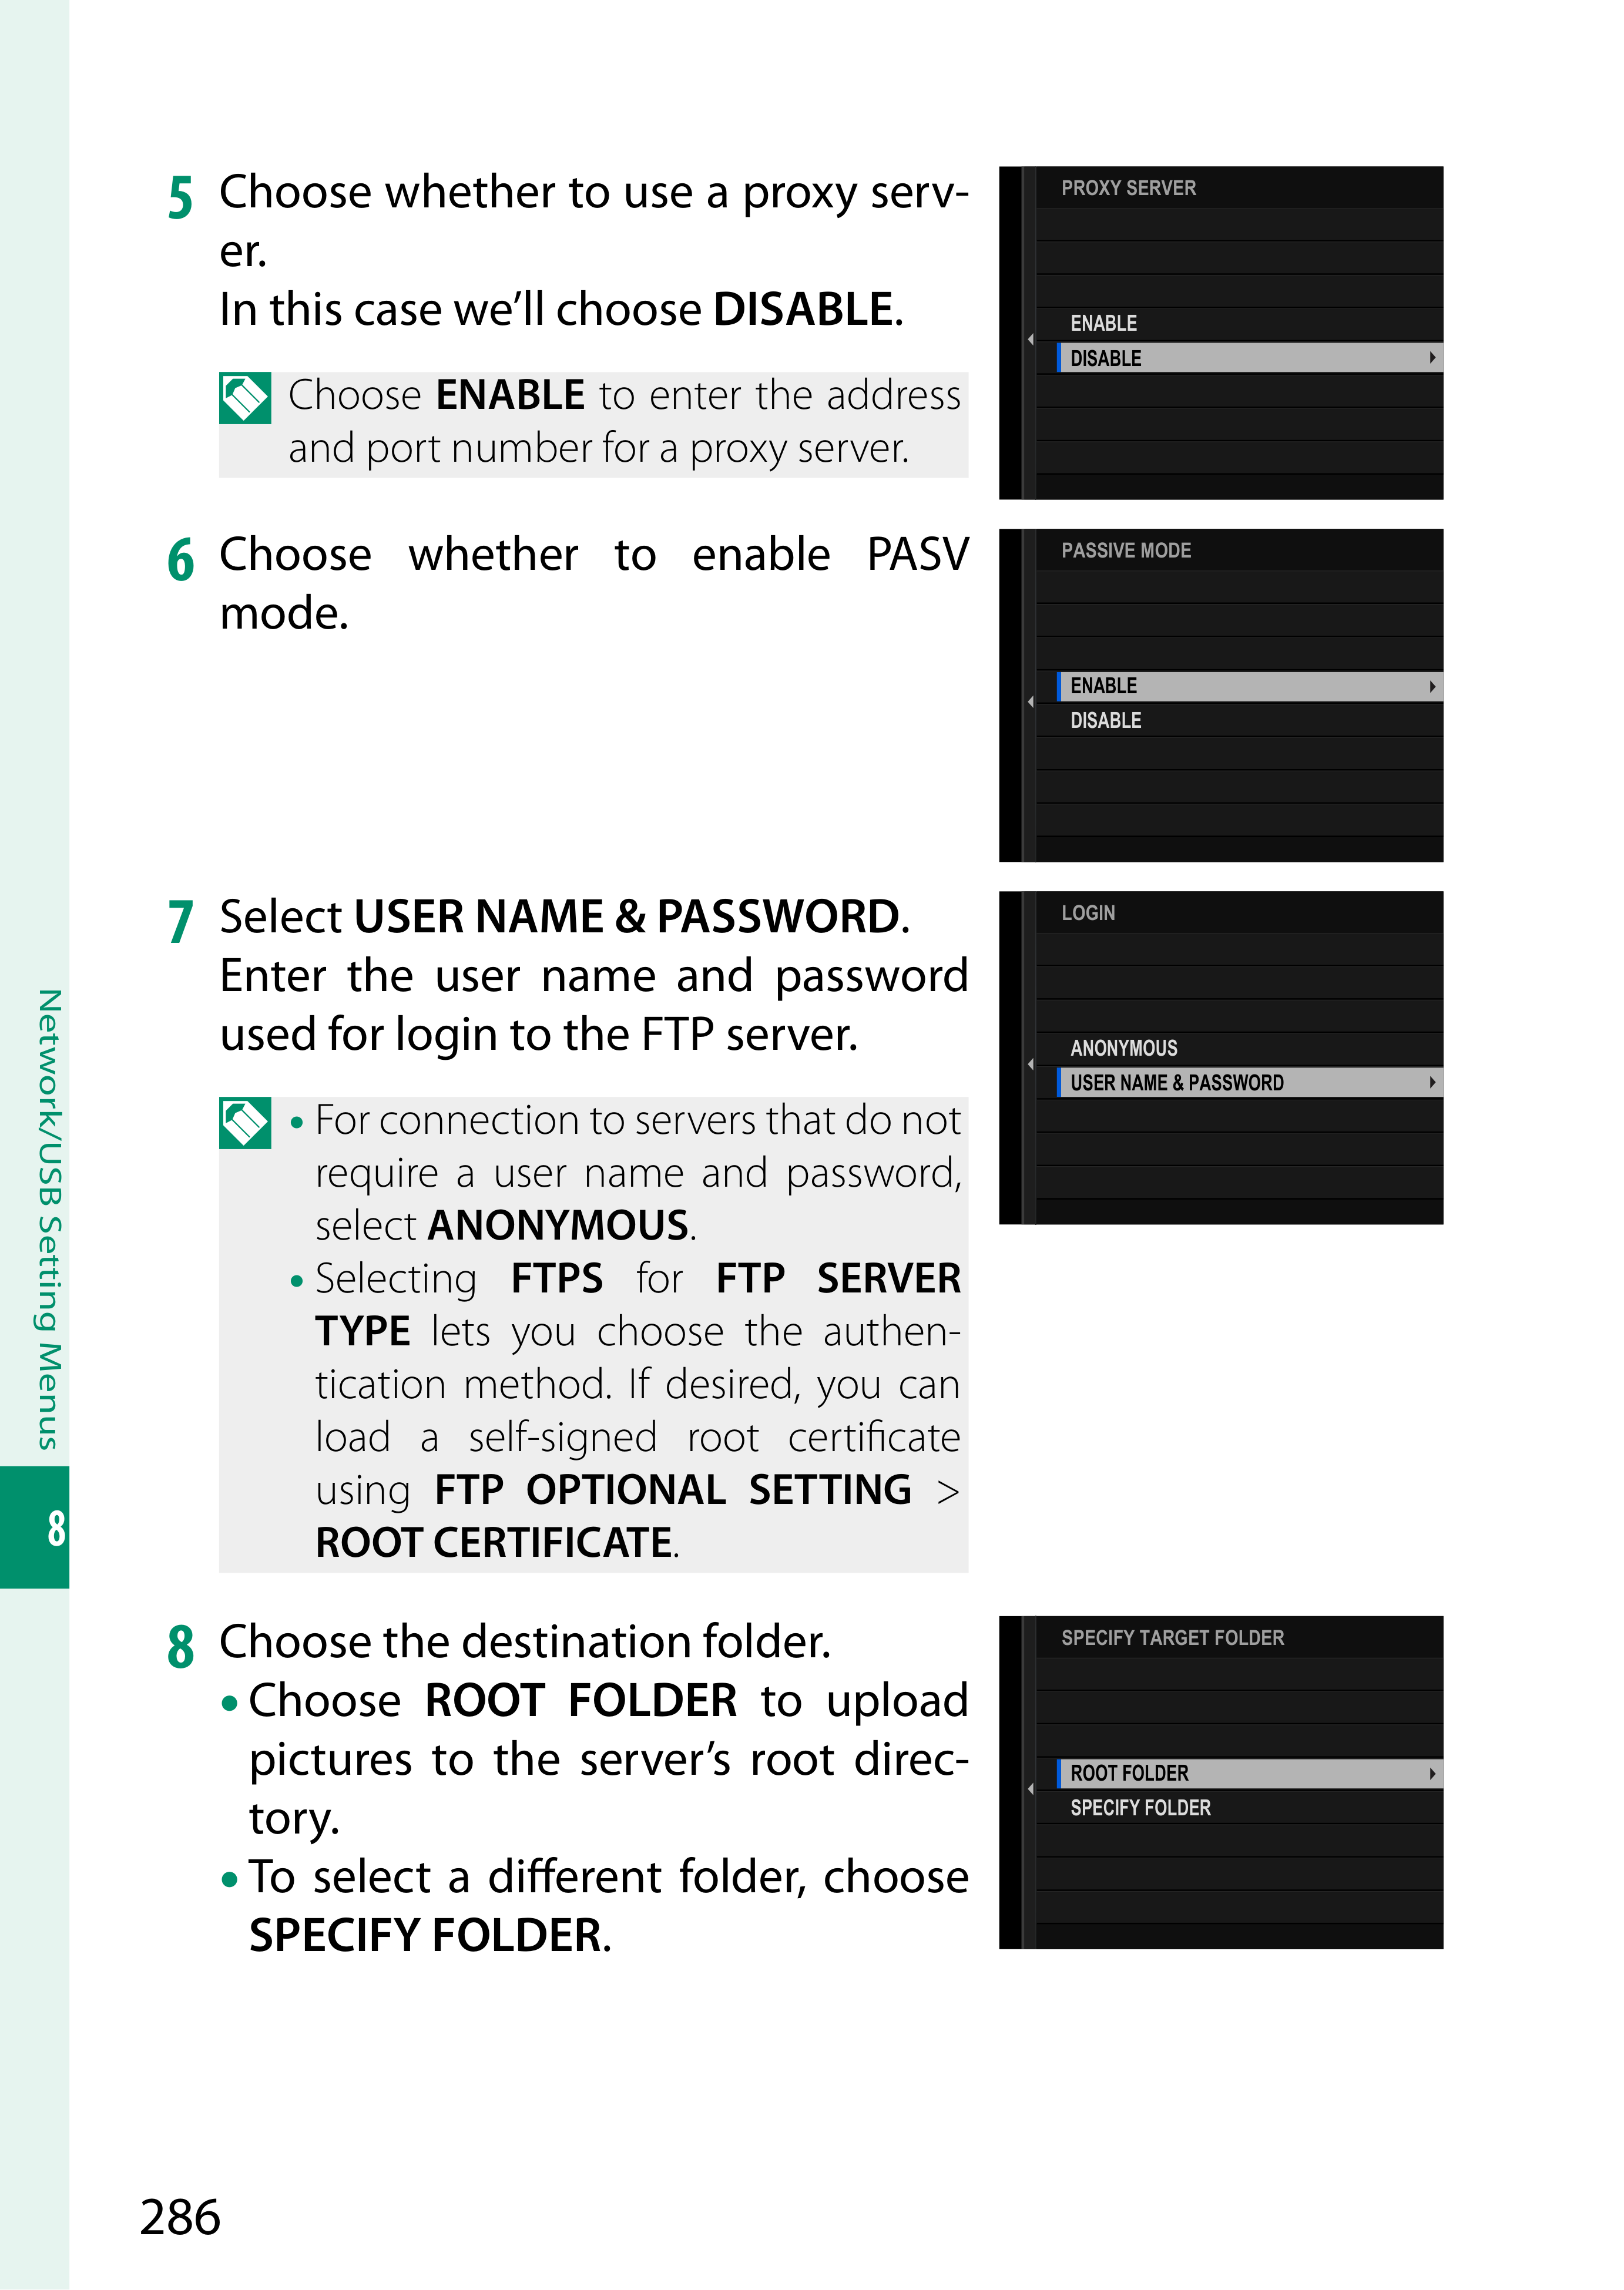 5 Choose whether to use a proxy serv-
er.
In this case we’ll choose DISABLE.
Choose ENABLE to enter the address
and port number for a proxy server.
PROXY SERVER
ENABLE
DISABLE
6 Choose whether to enable PASV
mode.
PASSIVE MODE
ENABLE
DISABLE
7 Select USER NAME & PASSWORD.
Enter the user name and password
used for login to the FTP server.
• For connection to servers that do not
require a user name and password,
select ANONYMOUS.
• Selecting FTPS for FTP SERVER
TYPE lets you choose the authen-
tication method. If desired, you can
load a self-signed root certificate
using FTP OPTIONAL SETTING >
ROOT CERTIFICATE.
LOGIN
ANONYMOUS
USER NAME & PASSWORD
8 Choose the destination folder.
• Choose ROOT FOLDER to upload
pictures to the server’s root direc-
tory.
• To select a different folder, choose
SPECIFY FOLDER.
SPECIFY TARGET FOLDER
ROOT FOLDER
SPECIFY FOLDER
Network/USB Setting Menus
8
286